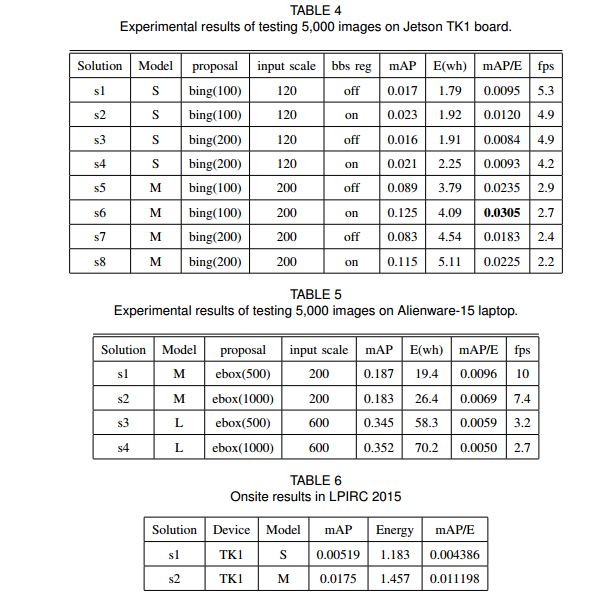 TABLE 4
Experimental results of testing 5,000 images on Jetson TK1 board.
Solution Model proposal input scale bbs reg mAP E(wh) mAP/E fps
s1 S bing(100) 120 off 0.017 1.79 0.0095 5.3
s2 S bing(100) 120 on 0.023 1.92 0.0120 4.9
s3 S bing(200) 120 off 0.016 1.91 0.0084 4.9
s4 S bing(200) 120 on 0.021 2.25 0.0093 4.2
s5 M bing(100) 200 off 0.089 3.79 0.0235 2.9
s6 M bing(100) 200 on 0.125 4.09 0.0305 2.7
s7 M bing(200) 200 off 0.083 4.54 0.0183 2.4
s8 M bing(200) 200 on 0.115 5.11 0.0225 2.2
TABLE 5
Experimental results of testing 5,000 images on Alienware-15 laptop.
Solution Model proposal input scale mAP E(wh) mAP/E fps
s1 M ebox(500) 200 0.187 19.4 0.0096 10
s2 M ebox(1000) 200 0.183 26.4 0.0069 7.4
s3 L ebox(500) 600 0.345 58.3 0.0059 3.2
s4 L ebox(1000) 600 0.352 70.2 0.0050 2.7
TABLE 6
Onsite results in LPIRC 2015
Solution Device Model mAP Energy mAP/E
s1 TK1 S 0.00519 1.183 0.004386
s2 TK1 M 0.0175 1.457 0.011198